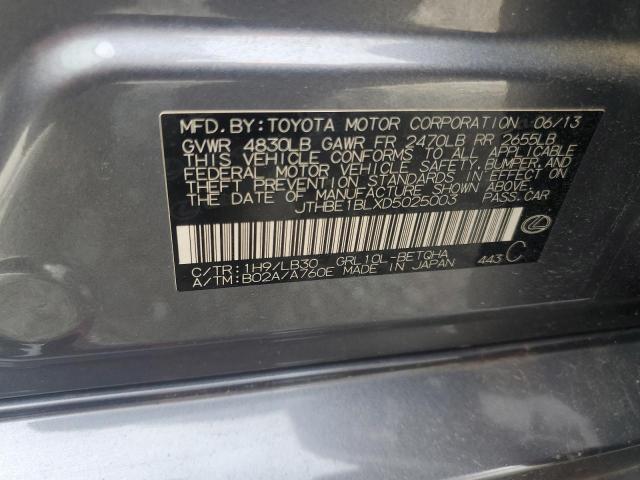 MFD. BY: TOYOTA MOTOR CORPORATION 06/13
GVWR 4830LB GAWR FR 2470LB RR 2655LB
THIS VEHICLE CONFORMS TO ALL APPLICABLE
FEDERAL MOTOR VEHICLE SAFETY, BUMPER, AND
THEFT PREVENTION STANDARDS IN EFFECT ON
THE DATE OF MANUFACTURE SHOWN ABOVE.
JTHBE1BLXD5025003 PASS. CAR
C/TR: 1H9/LB30 GRL10L-BETQHA
A/TM: B02A/A760E MADE IN JAPAN 443 C